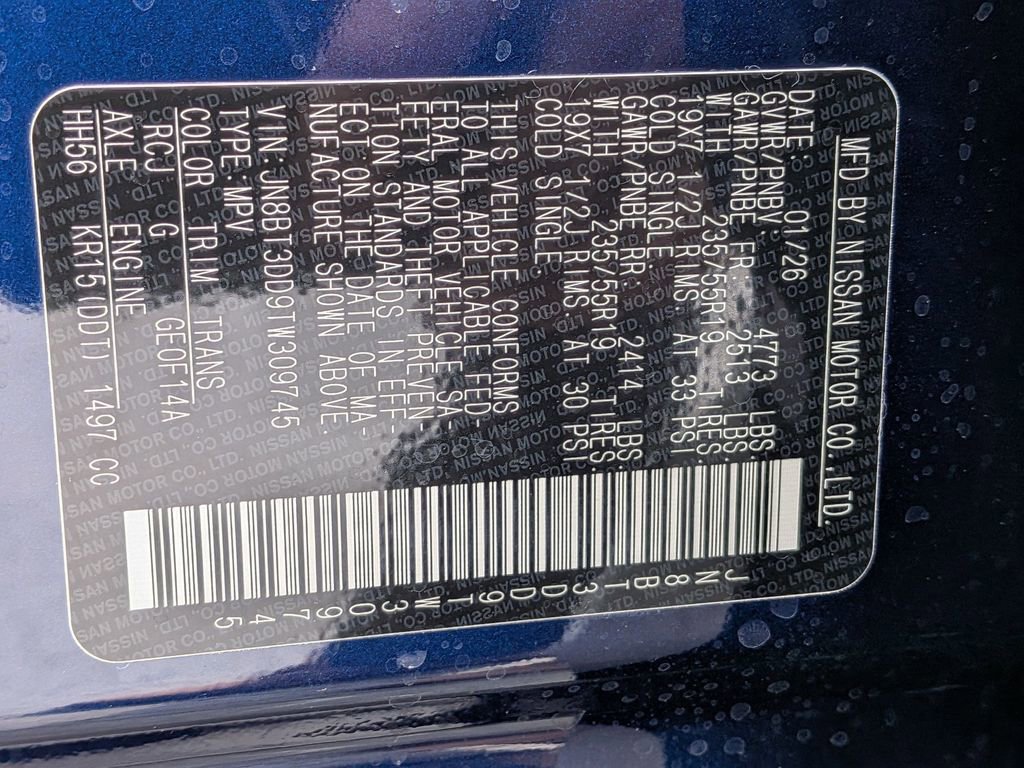 MFD BY NISSAN MOTOR CO.,LTD.
DATE: 01/26
GVWR/PNBV: 4773 LBS.
GAWR/PNBE FR. 2513 LBS.
WITH 235/55R19 TIRES
19X7 1/2J RIMS AT 33 PSI
COLD SINGLE.
GAWR/PNBE RR. 2414 LBS.
WITH 235/55R19 TIRES
19X7 1/2J RIMS AT 30 PSI
COLD SINGLE.
THIS VEHICLE CONFORMS
TO ALL APPLICABLE FED-
ERAL MOTOR VEHICLE SA-
FETY AND THEFT PREVEN-
TION STANDARDS IN EFF-
ECT ON THE DATE OF MA-
NUFACTURE SHOWN ABOVE
VIN: JN8BT3DD9TW309745
TYPE: MPV
COLOR TRIM TRANS
RCJ G GE0F14A
AXLE ENGINE
HH56 KR15(DDT) 1497 CC
JN8BT3DD9TW309745